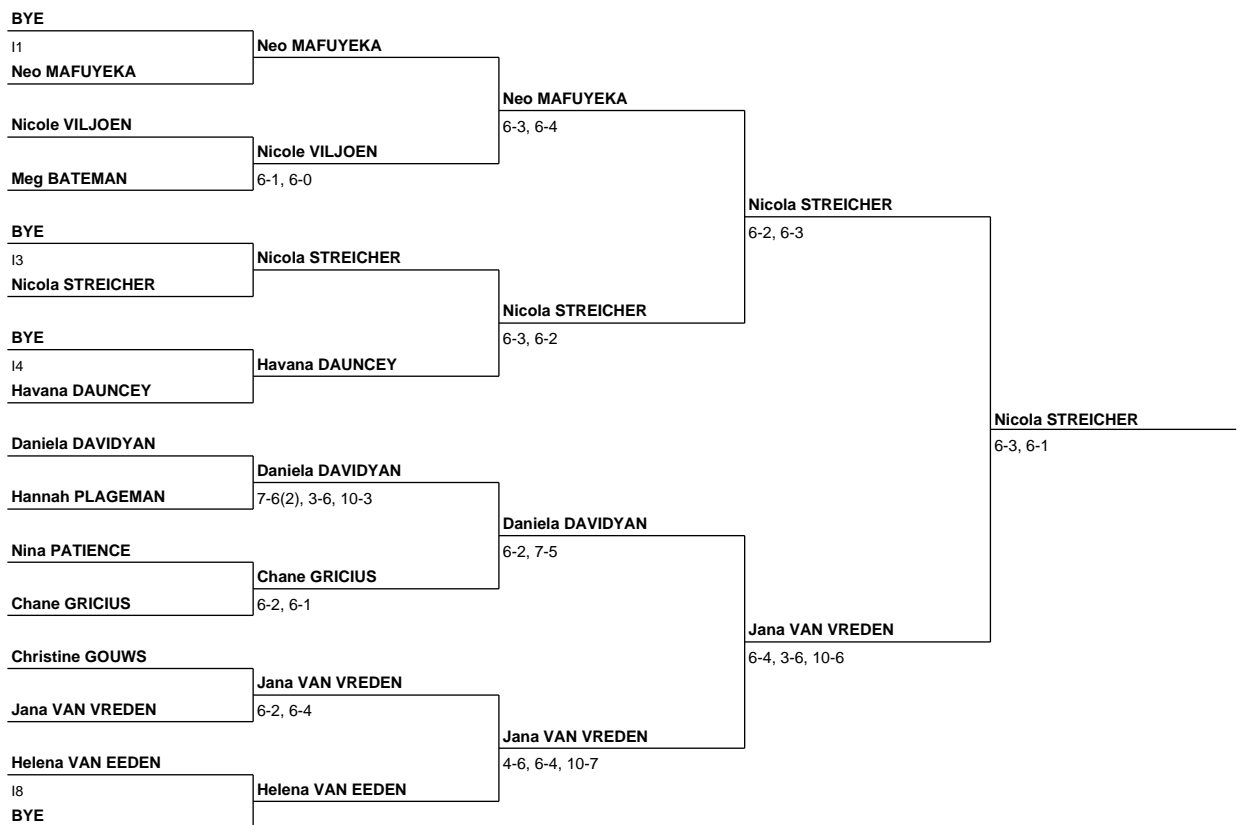 BYE
I1
Neo MAFUYEKA
Neo MAFUYEKA
Neo MAFUYEKA
6-3, 6-4
Nicole VILJOEN
Nicole VILJOEN
Meg BATEMAN
6-1, 6-0
Nicola STREICHER
6-2, 6-3
BYE
I3
Nicola STREICHER
Nicola STREICHER
Nicola STREICHER
6-3, 6-2
BYE
I4
Havana DAUNCEY
Havana DAUNCEY
Nicola STREICHER
6-3, 6-1
Daniela DAVIDYAN
Daniela DAVIDYAN
Hannah PLAGEMAN
7-6(2), 3-6, 10-3
Daniela DAVIDYAN
6-2, 7-5
Nina PATIENCE
Chane GRICIUS
Chane GRICIUS
6-2, 6-1
Jana VAN VREDEN
6-4, 3-6, 10-6
Christine GOUWS
Jana VAN VREDEN
Jana VAN VREDEN
6-2, 6-4
Jana VAN VREDEN
4-6, 6-4, 10-7
Helena VAN EEDEN
I8
Helena VAN EEDEN
BYE